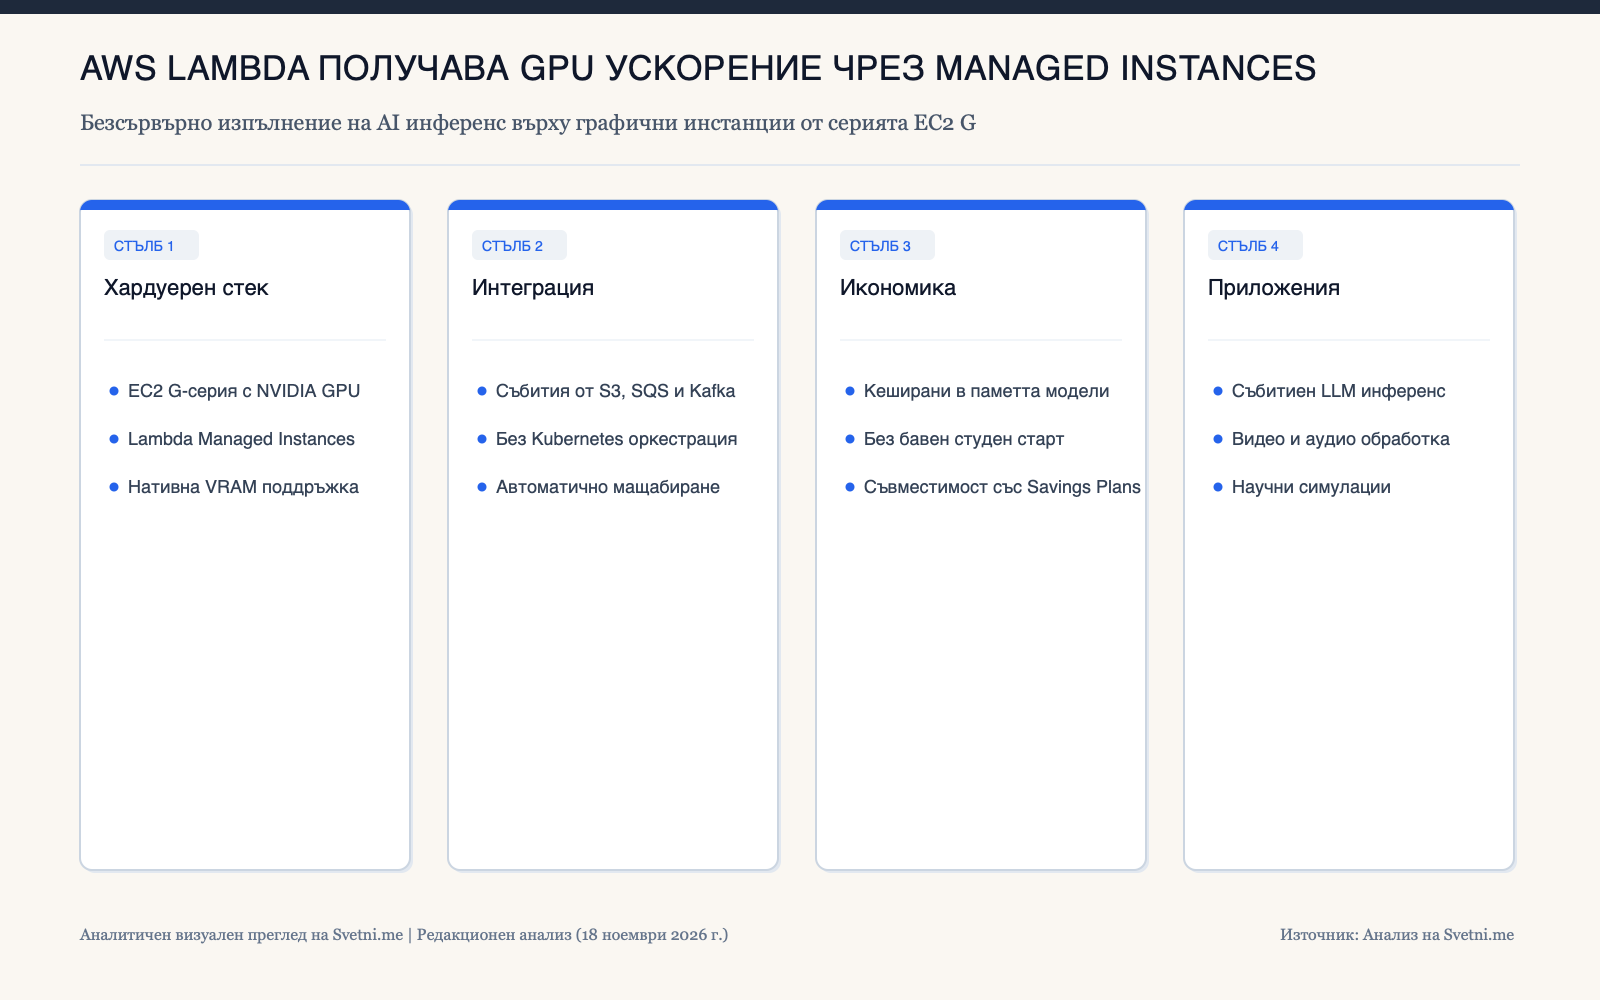 AWS LAMBDA ПОЛУЧАВА GPU УСКОРЕНИЕ ЧРЕЗ MANAGED INSTANCES
Безсървърно изпълнение на AI инференс върху графични инстанции от серията EC2 G
СТЪЛБ 1
Хардуерен стек
EC2 G-серия с NVIDIA GPU
Lambda Managed Instances
Нативна VRAM поддръжка
СТЪЛБ 2
Интеграция
Събития от S3, SQS и Kafka
Без Kubernetes оркестрация
Автоматично мащабиране
СТЪЛБ 3
Икономика
Кеширани в паметта модели
Без бавен студен старт
Съвместимост със Savings Plans
СТЪЛБ 4
Приложения
Събитиен LLM инференс
Видео и аудио обработка
Научни симулации
Аналитичен визуален преглед на Svetni.me | Редакционен анализ (18 ноември 2026 г.)
Източник: Анализ на Svetni.me